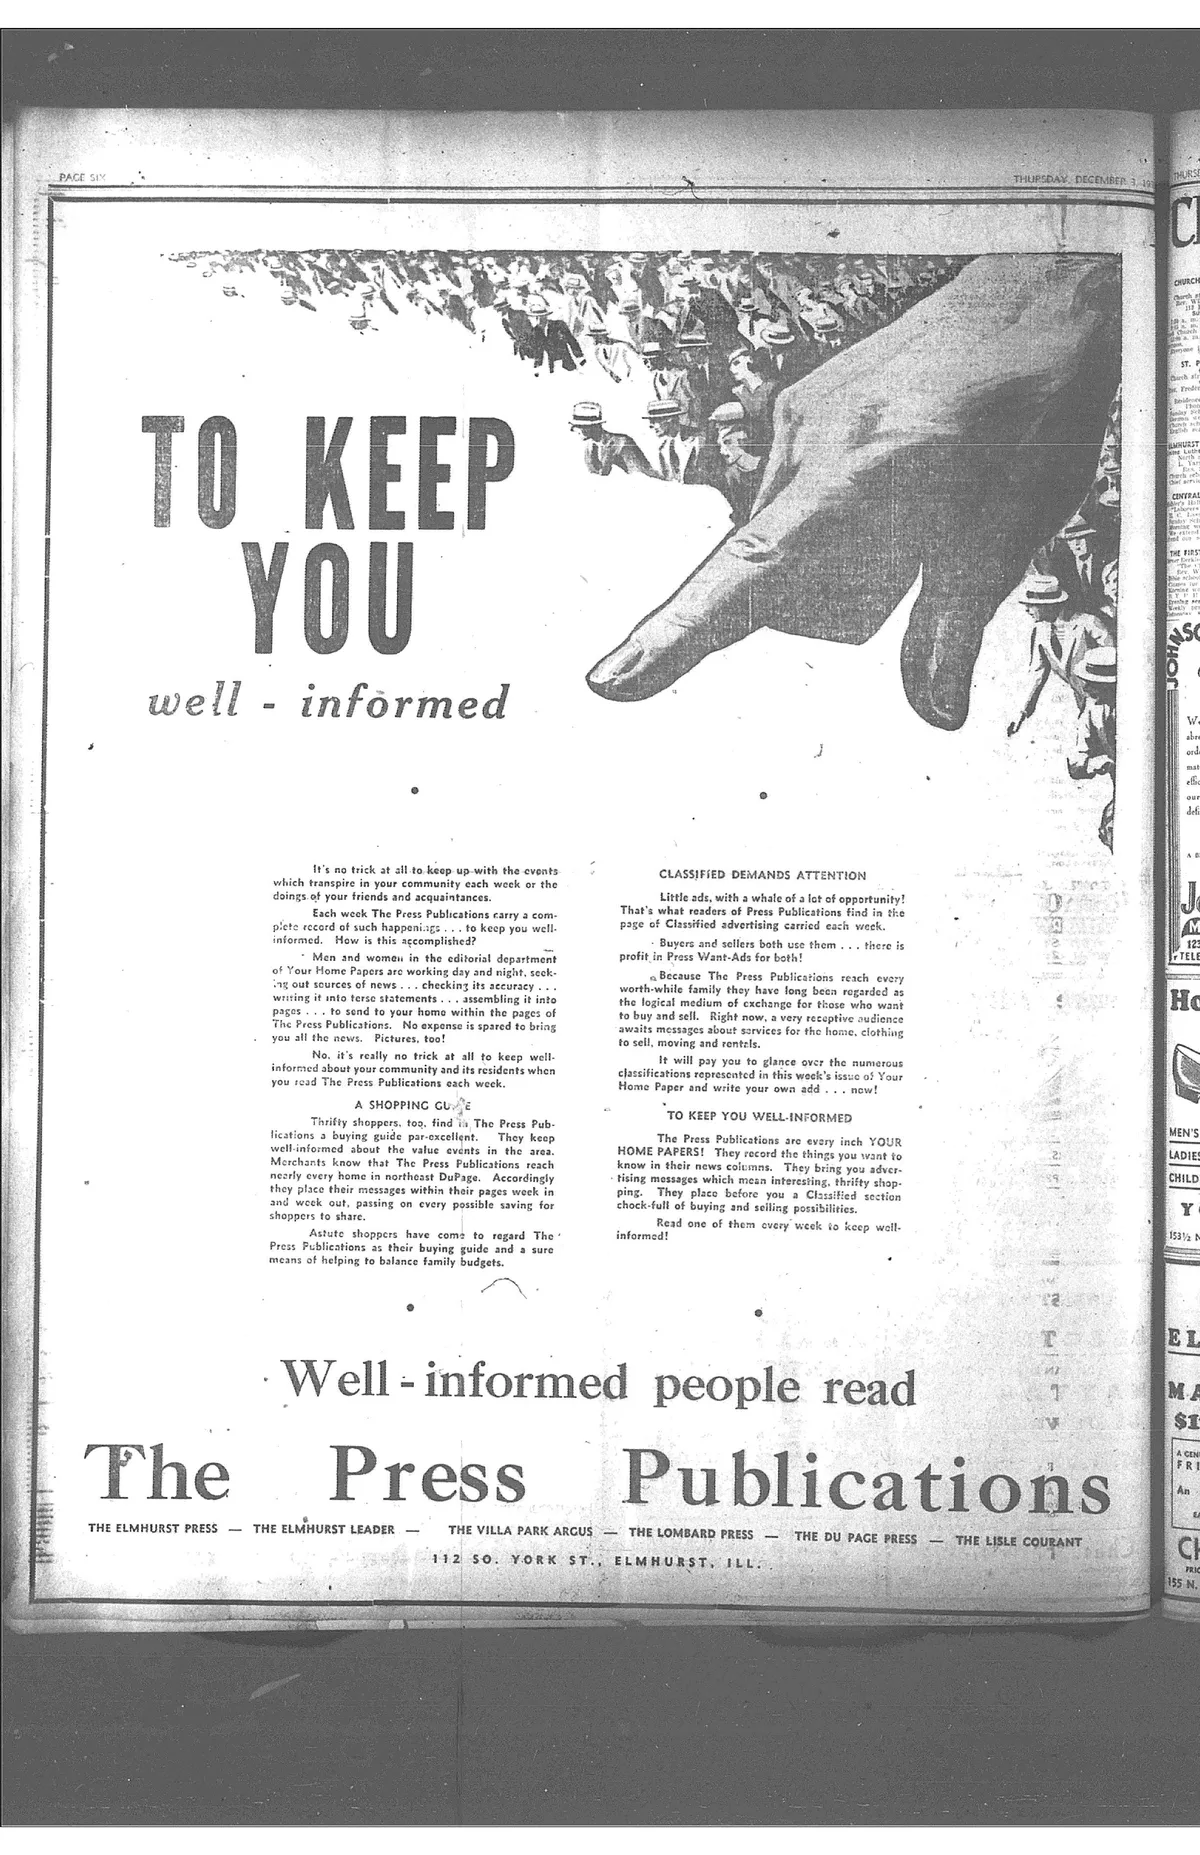 PAGE SIX
THURSDAY, DECEMBER 3,
TO KEEP
YOU
well - informed
It's no trick at all to keep up with the events
which transpire in your community each week or the
doings of your friends and acquaintances.
Each week The Press Publications carry a com-
plete record of such happenings . . . to keep you well-
informed. How is this accomplished?
Men and women in the editorial department
of Your Home Papers are working day and night, seek-
ing out sources of news . . . checking its accuracy . . .
writing it into terse statements . . . assembling it into
pages . . . to send to your home within the pages of
The Press Publications. No expense is spared to bring
you all the news. Pictures, too!
No, it's really no trick at all to keep well-
informed about your community and its residents when
you read The Press Publications each week.
A SHOPPING GUIDE
Thrifty shoppers, too, find in The Press Pub-
lications a buying guide par-excellent. They keep
well-informed about the value events in the area.
Merchants know that The Press Publications reach
nearly every home in northeast DuPage. Accordingly
they place their messages within their pages week in
and week out, passing on every possible saving for
shoppers to share.
Astute shoppers have come to regard The
Press Publications as their buying guide and a sure
means of helping to balance family budgets.
CLASSIFIED DEMANDS ATTENTION
Little ads, with a whale of a lot of opportunity!
That's what readers of Press Publications find in the
page of Classified advertising carried each week.
Buyers and sellers both use them . . . there is
profit in Press Want-Ads for both!
Because The Press Publications reach every
worth-while family they have long been regarded as
the logical medium of exchange for those who want
to buy and sell. Right now, a very receptive audience
awaits messages about services for the home, clothing
to sell, moving and rentals.
It will pay you to glance over the numerous
classifications represented in this week's issue of Your
Home Paper and write your own add . . . now!
TO KEEP YOU WELL-INFORMED
The Press Publications are every inch YOUR
HOME PAPERS! They record the things you want to
know in their news columns. They bring you adver-
tising messages which mean interesting, thrifty shop-
ping. They place before you a Classified section
chock-full of buying and selling possibilities.
Read one of them every week to keep well-
informed!
Well - informed people read
The Press Publications
THE ELMHURST PRESS — THE ELMHURST LEADER — THE VILLA PARK ARGUS — THE LOMBARD PRESS — THE DU PAGE PRESS — THE LISLE COURANT
112 SO. YORK ST., ELMHURST, ILL.